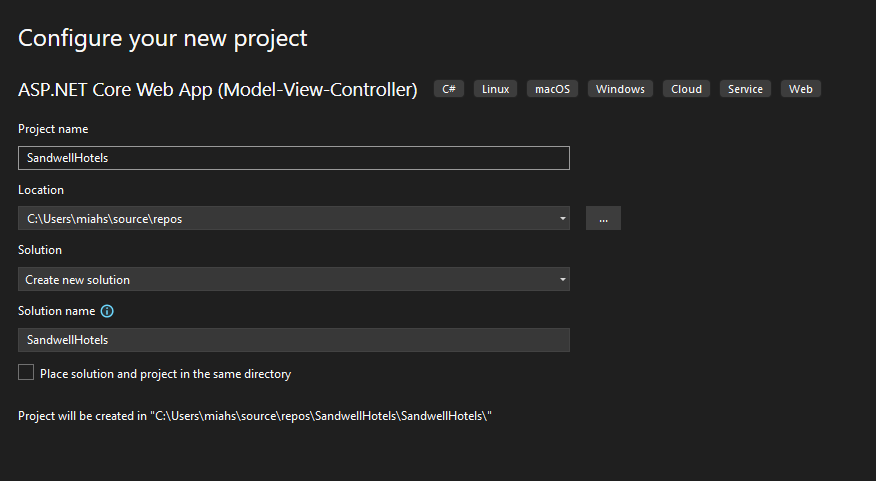 Configure your new project
ASP.NET Core Web App (Model-View-Controller) C# Linux macOS Windows Cloud Service Web
Project name
SandwellHotels
Location
C:\Users\miahs\source\repos
...
Solution
Create new solution
Solution name
SandwellHotels
Place solution and project in the same directory
Project will be created in "C:\Users\miahs\source\repos\SandwellHotels\SandwellHotels\"